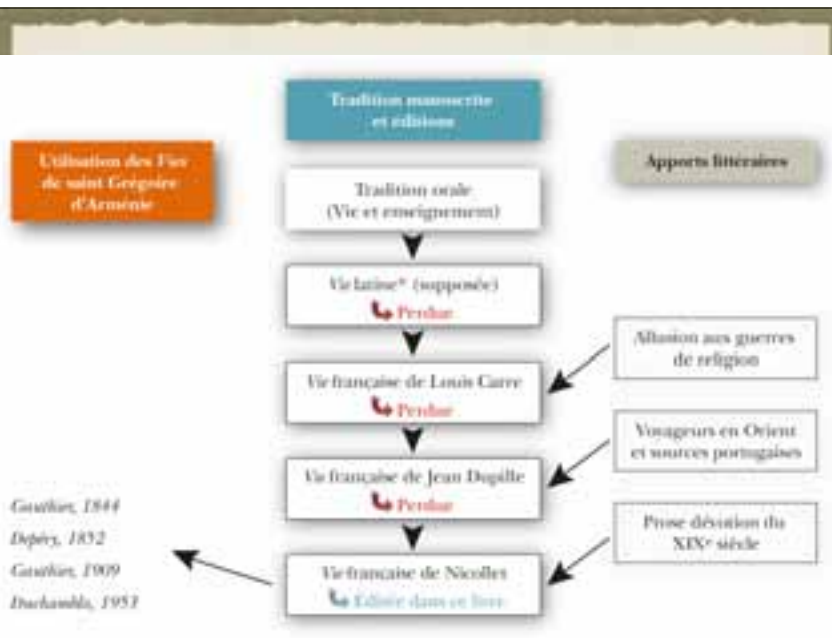 Tradition manuscrite
et éditions
Utilisation des Vies
de saint Grégoire
d'Arménie
Apports littéraires
Tradition orale
(Vie et enseignement)
Vie latine* (supposée)
Perdue
Allusion aux guerres
de religion
Vie française de Louis Carre
Perdue
Voyageurs en Orient
et sources portugaises
Vie française de Jean Dupille
Perdue
Prose dévotion du
XIXe siècle
Vie française de Nicollet
Éditée dans ce livre
Gauthier, 1844
Depéry, 1852
Gauthier, 1909
1953